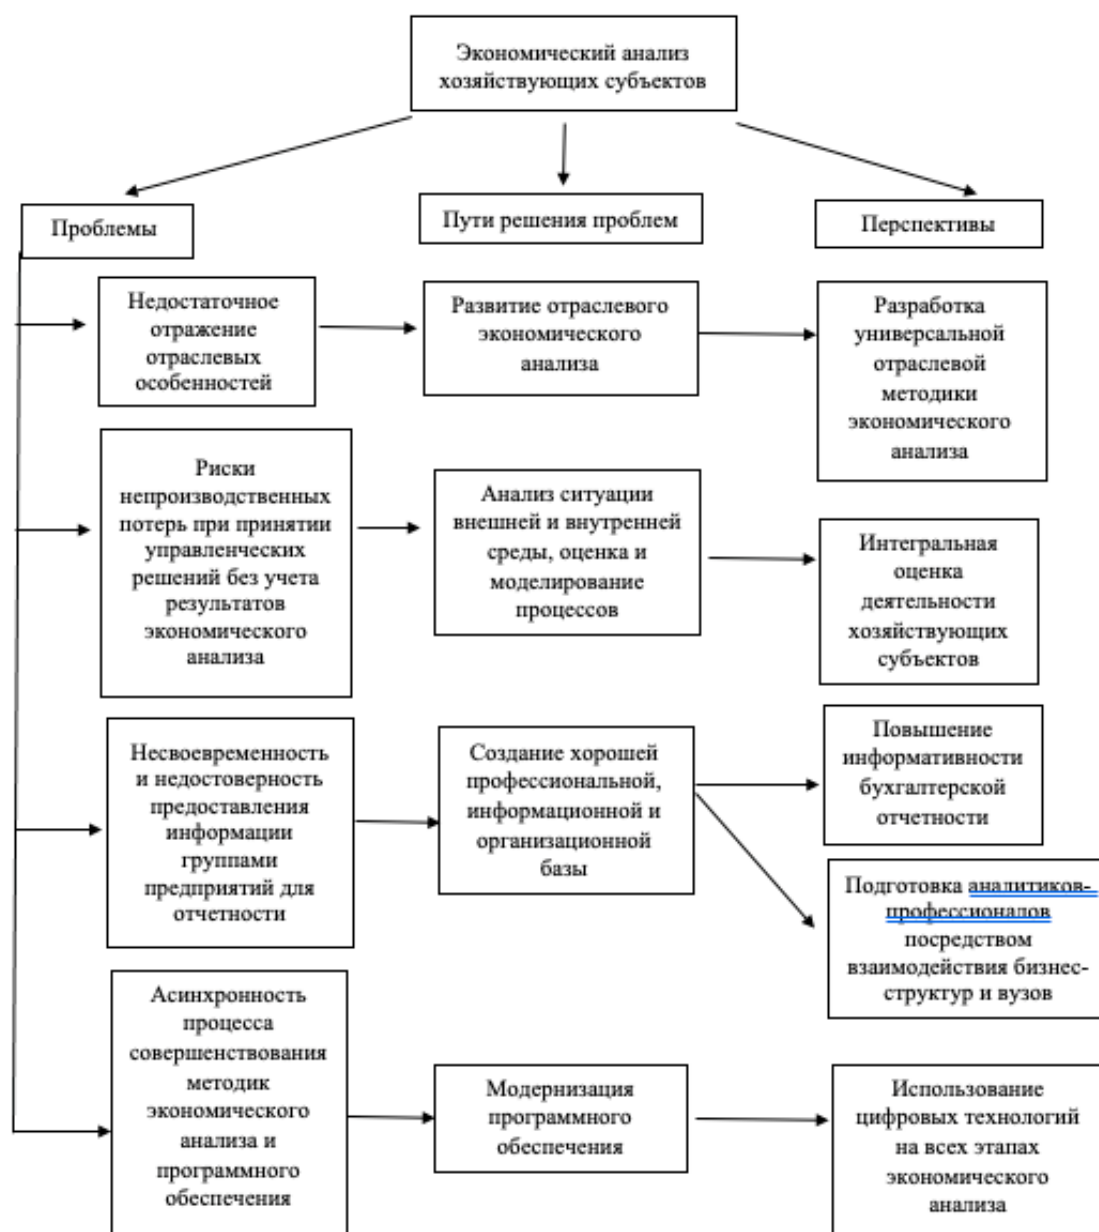 Экономический анализ
хозяйствующих субъектов
Проблемы
Пути решения проблем
Перспективы
Недостаточное
отражение
отраслевых
особенностей
Развитие отраслевого
экономического
анализа
Разработка
универсальной
отраслевой
методики
экономического
анализа
Риски
непроизводственных
потерь при принятии
управленческих
решений без учета
результатов
экономического
анализа
Анализ ситуации
внешней и внутренней
среды, оценка и
моделирование
процессов
Интегральная
оценка
деятельности
хозяйствующих
субъектов
Несвоевременность
и недостоверность
предоставления
информации
группами
предприятий для
отчетности
Создание хорошей
профессиональной,
информационной и
организационной
базы
Повышение
информативности
бухгалтерской
отчетности
Подготовка аналитиков-
профессионалов
посредством
взаимодействия бизнес-
структур и вузов
Асинхронность
процесса
совершенствования
методик
экономического
анализа и
программного
обеспечения
Модернизация
программного
обеспечения
Использование
цифровых технологий
на всех этапах
экономического
анализа